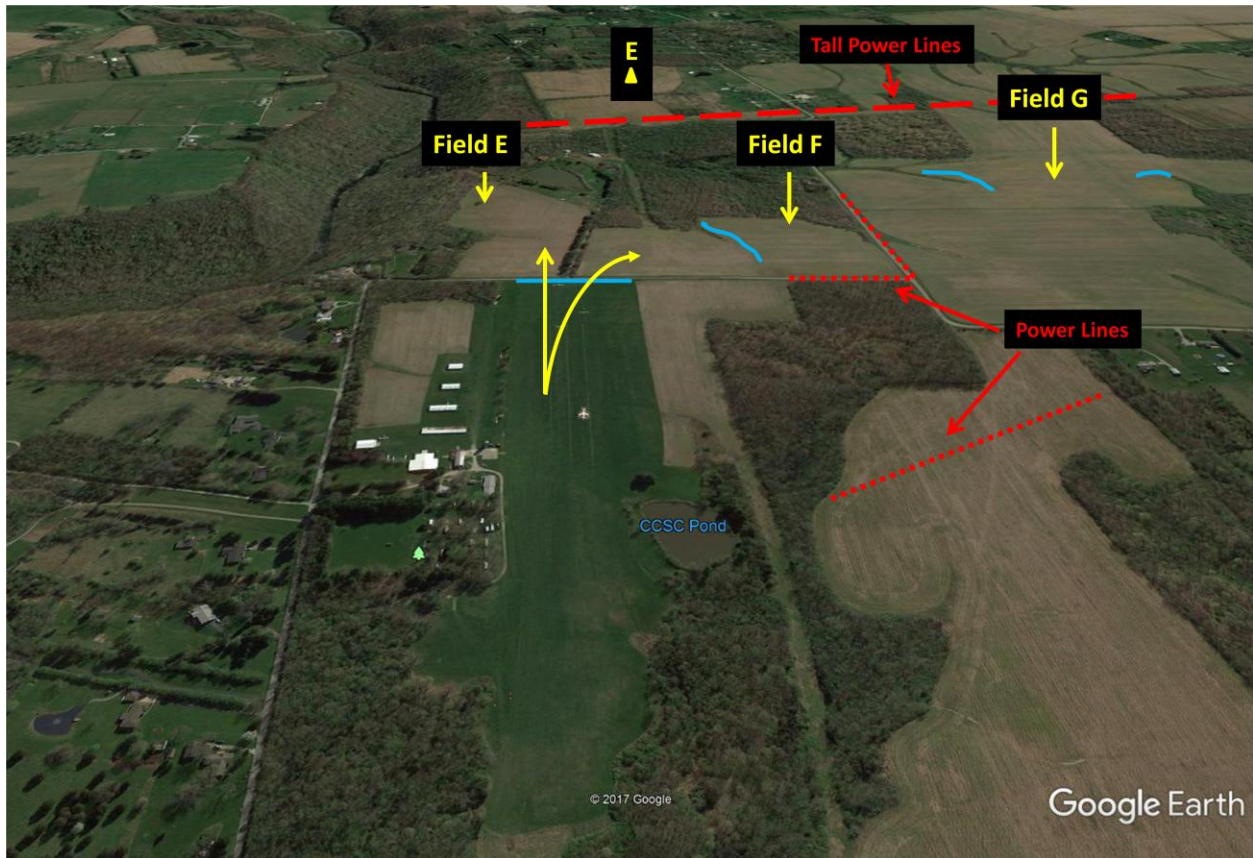 E
Tall Power Lines
Field G
Field E
Field F
Power Lines
CCSC Pond
© 2017 Google
Google Earth